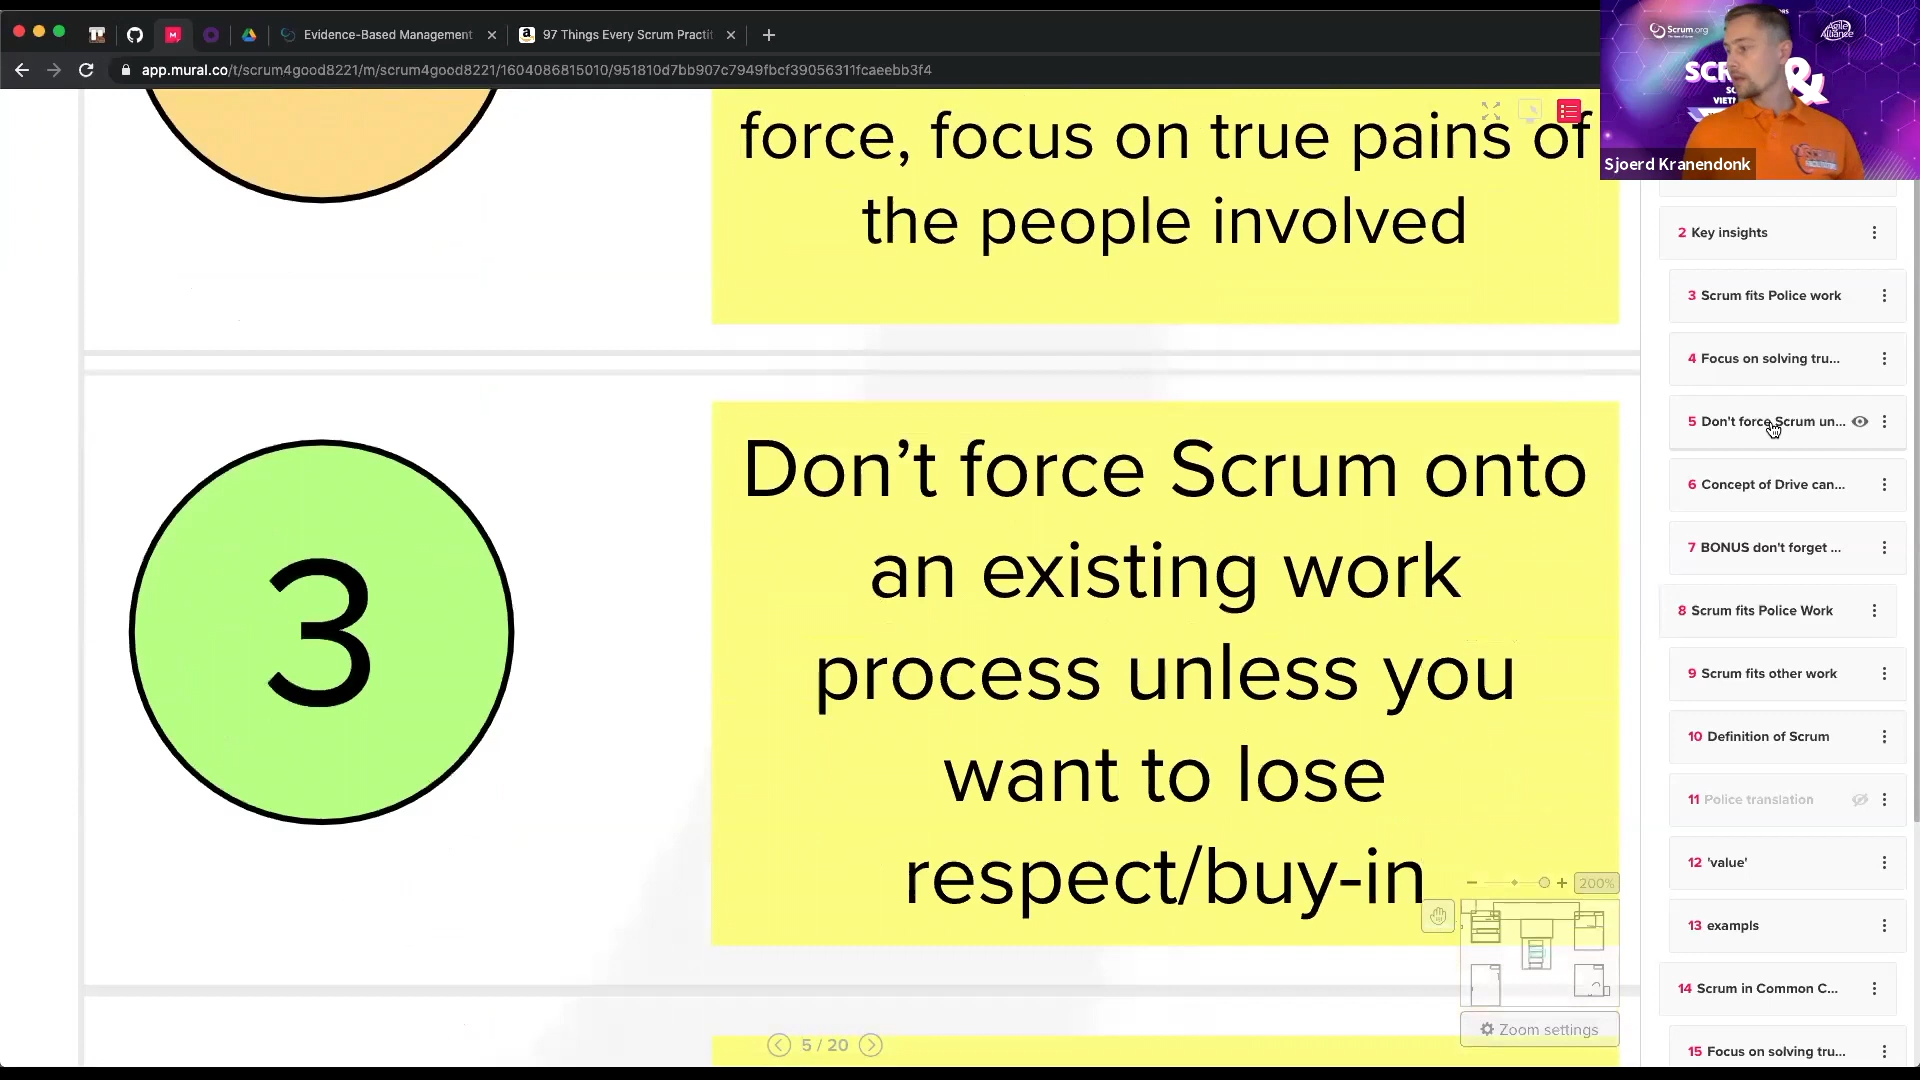 Evidence-Based Management
97 Things Every Scrum Practit
app.mural.co/t/scrum4good8221/m/scrum4good8221/1604086815010/951810d7bb907c7949fbcf39056311fcaeebb3f4
Scrum.org
Sjoerd Kranendonk
force, focus on true pains of
the people involved
3
Don’t force Scrum onto
an existing work
process unless you
want to lose
respect/buy-in
2 Key insights
3 Scrum fits Police work
4 Focus on solving tru...
5 Don't force Scrum un...
6 Concept of Drive can...
7 BONUS don't forget ...
8 Scrum fits Police Work
9 Scrum fits other work
10 Definition of Scrum
11 Police translation
12 'value'
13 exampls
14 Scrum in Common C...
15 Focus on solving tru...
200%
Zoom settings
5 / 20